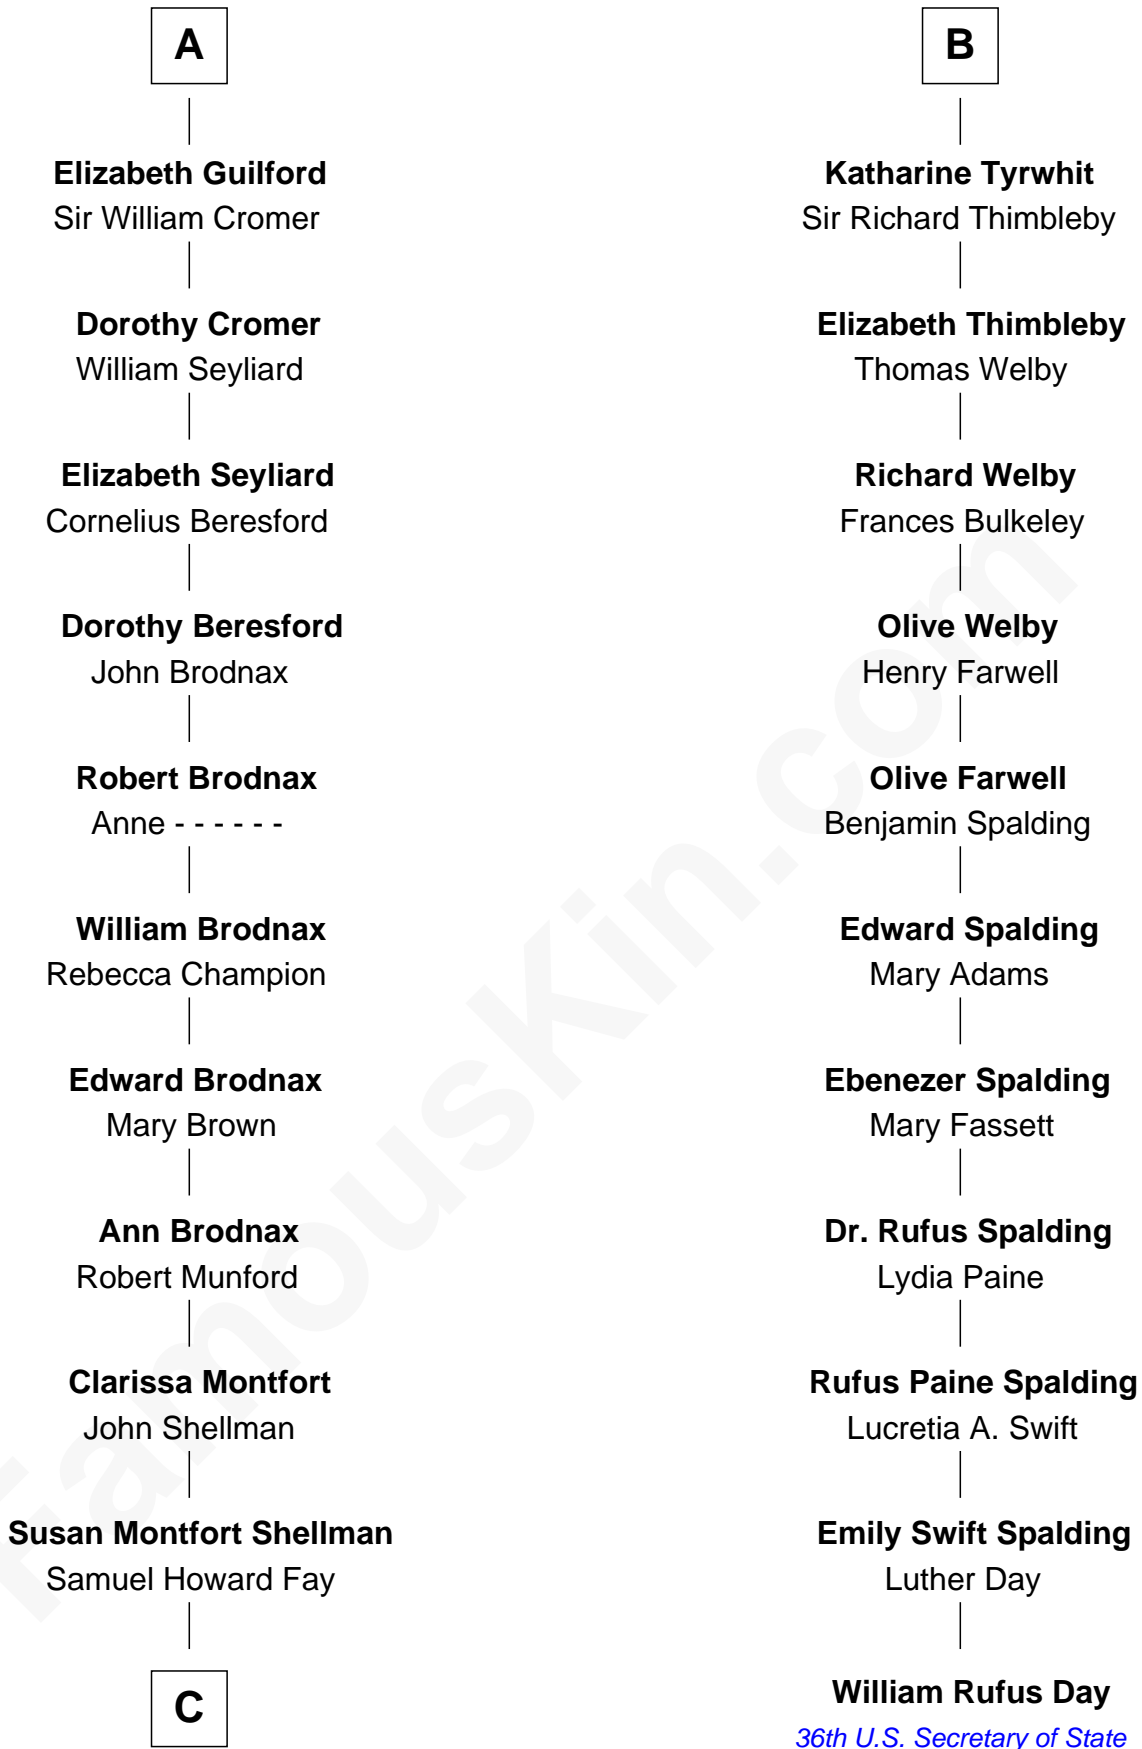 A
Elizabeth Guilford
Sir William Cromer
Dorothy Cromer
William Seyliard
Elizabeth Seyliard
Cornelius Beresford
Dorothy Beresford
John Brodnax
Robert Brodnax
Anne - - - - - -
William Brodnax
Rebecca Champion
Edward Brodnax
Mary Brown
Ann Brodnax
Robert Munford
Clarissa Montfort
John Shellman
Susan Montfort Shellman
Samuel Howard Fay
C
B
Katharine Tyrwhit
Sir Richard Thimbleby
Elizabeth Thimbleby
Thomas Welby
Richard Welby
Frances Bulkeley
Olive Welby
Henry Farwell
Olive Farwell
Benjamin Spalding
Edward Spalding
Mary Adams
Ebenezer Spalding
Mary Fassett
Dr. Rufus Spalding
Lydia Paine
Rufus Paine Spalding
Lucretia A. Swift
Emily Swift Spalding
Luther Day
William Rufus Day
36th U.S. Secretary of State
famouskin.com